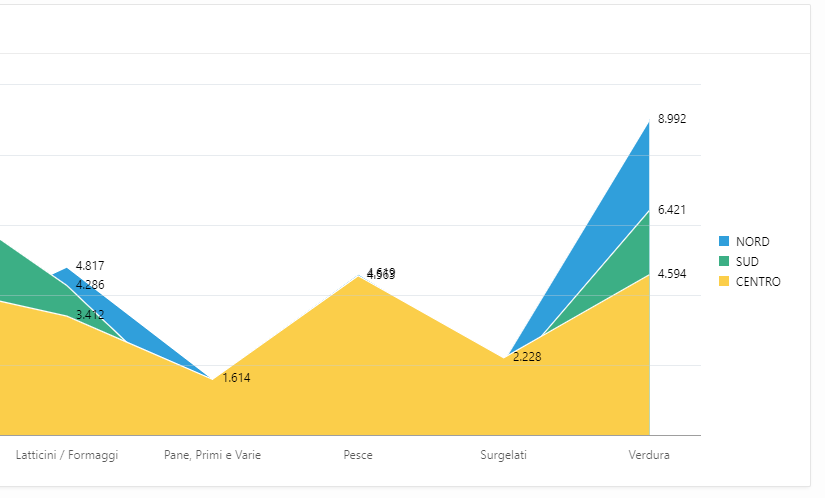 8.992
6.421
4.817
4.286
4.594
3.412
2.228
1.614
NORD
SUD
CENTRO
Latticini / Formaggi
Pane, Primi e Varie
Pesce
Surgelati
Verdura